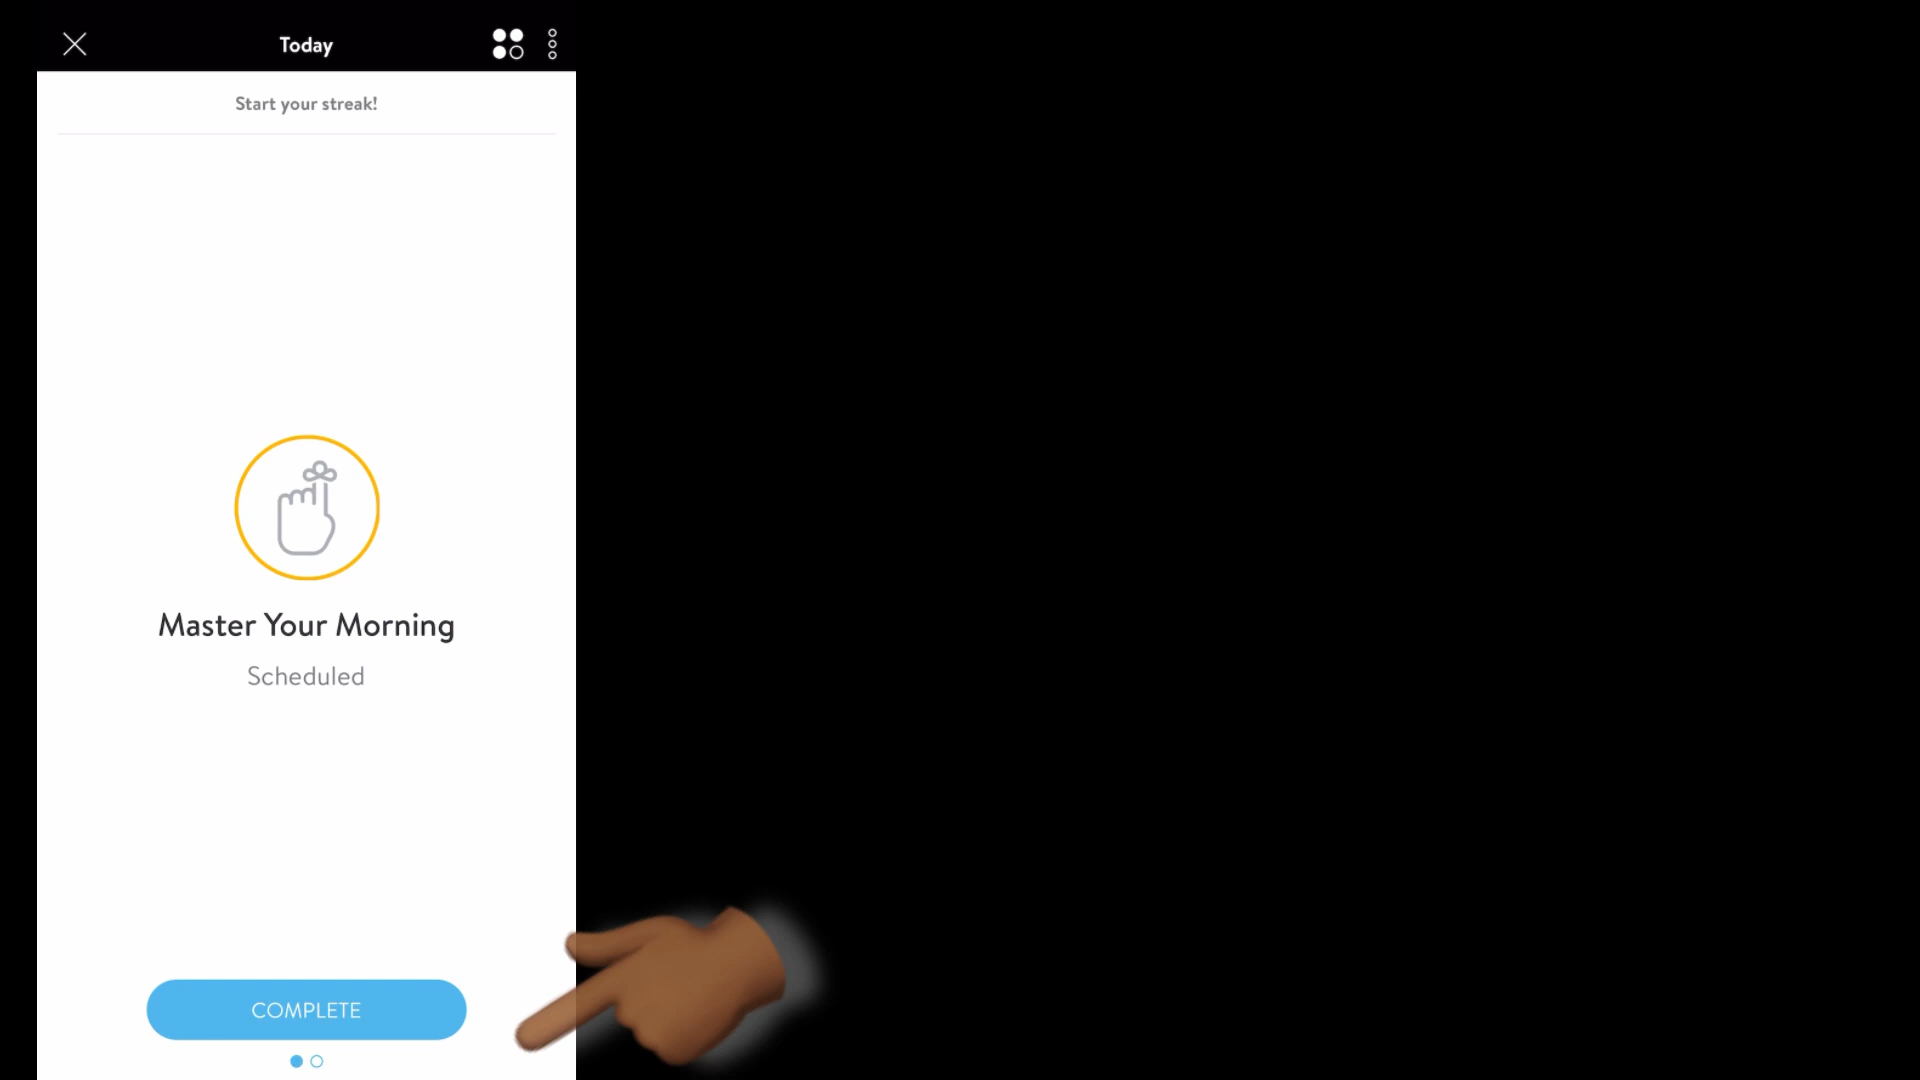 Today
Start your streak!
Master Your Morning
Scheduled
COMPLETE